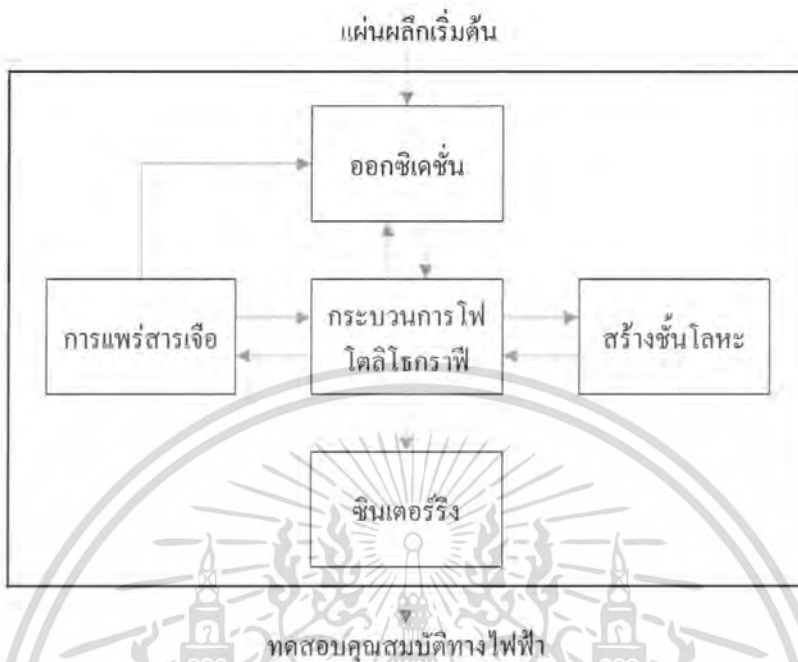 แผ่นผลึกเริ่มต้น
ออกซิเดชั่น
การแพร่สารเจือ
กระบวนการโฟ
โตลิโธกราฟี
สร้างชั้นโลหะ
ซินเตอร์ริง
ทดสอบคุณสมบัติทางไฟฟ้า